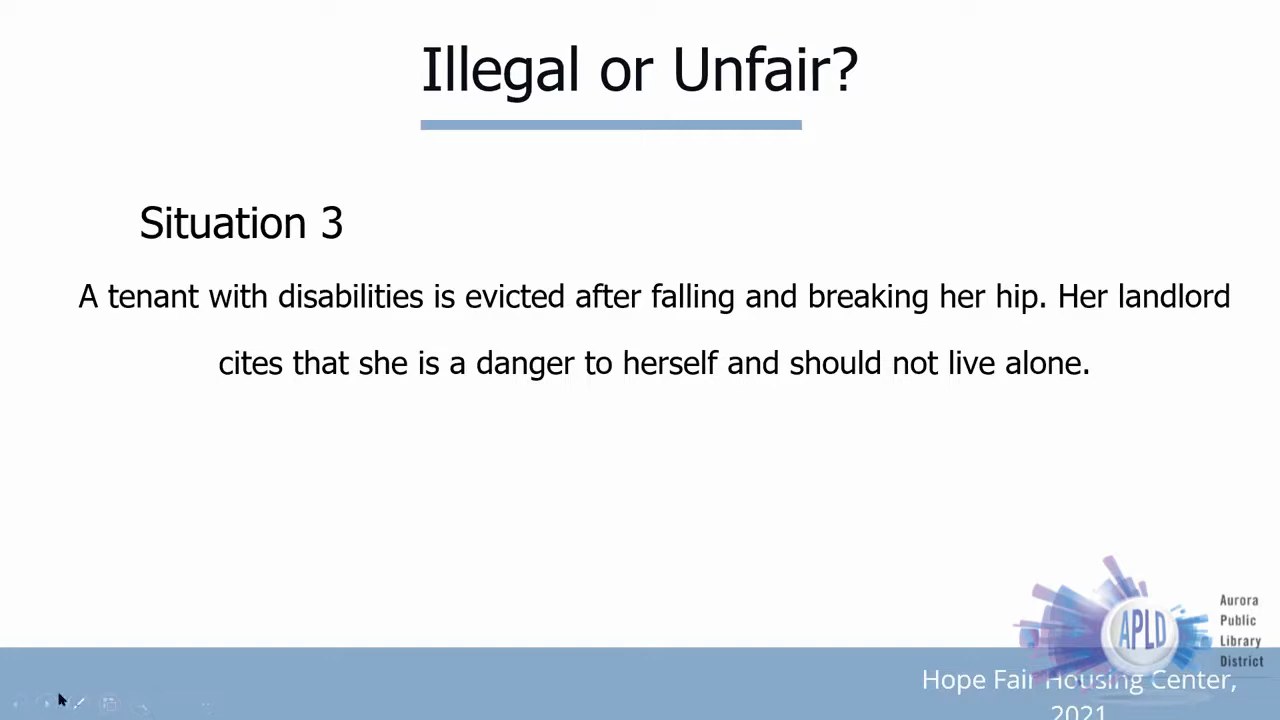 Illegal or Unfair?
Situation 3
A tenant with disabilities is evicted after falling and breaking her hip. Her landlord
cites that she is a danger to herself and should not live alone.
APLD
Aurora
Public
Library
District
Hope Fair Housing Center,
2021